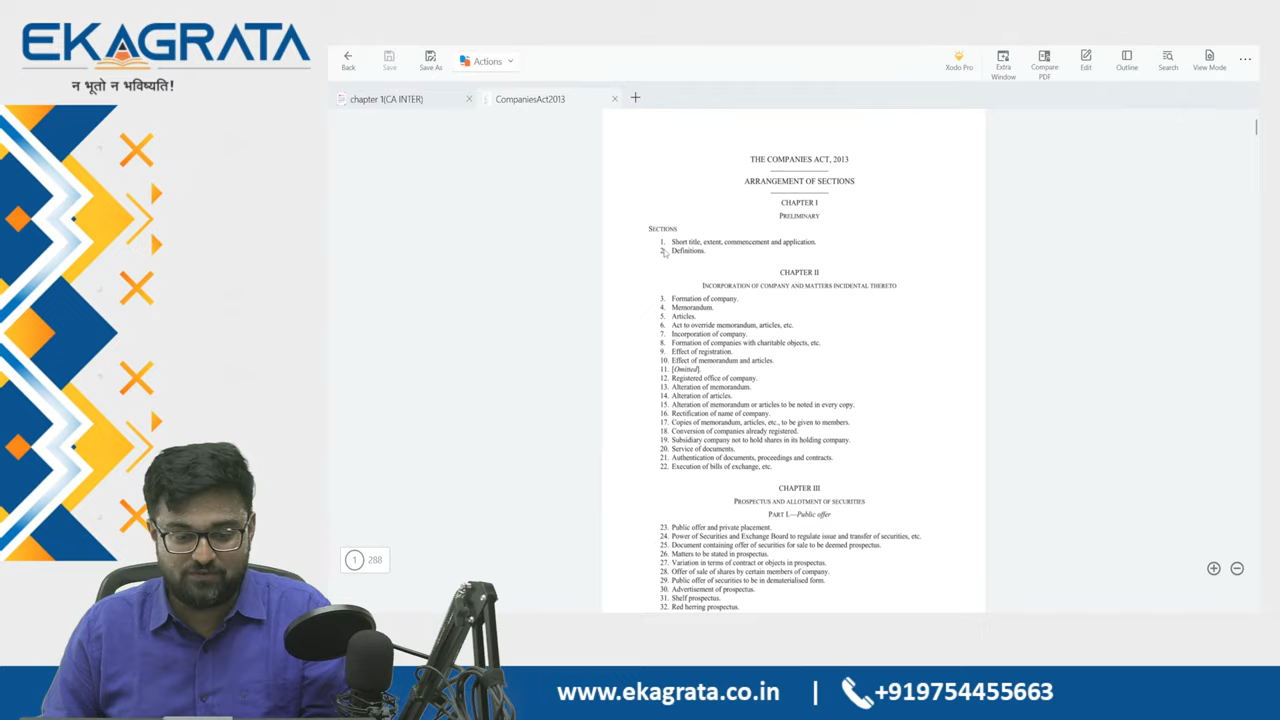 EKAGRATA
न भूतो न भविष्यति!
Back
Save
Save As
Actions
Xodo Pro
Extra Window
Compare PDF
Edit
Outline
Search
View Mode
chapter 1(CA INTER)
CompaniesAct2013
THE COMPANIES ACT, 2013
ARRANGEMENT OF SECTIONS
CHAPTER I
PRELIMINARY
SECTIONS
1. Short title, extent, commencement and application.
2. Definitions.
CHAPTER II
INCORPORATION OF COMPANY AND MATTERS INCIDENTAL THERETO
3. Formation of company.
4. Memorandum.
5. Articles.
6. Act to override memorandum, articles, etc.
7. Incorporation of company.
8. Formation of companies with charitable objects, etc.
9. Effect of registration.
10. Effect of memorandum and articles.
11. [Omitted].
12. Registered office of company.
13. Alteration of memorandum.
14. Alteration of articles.
15. Alteration of memorandum or articles to be noted in every copy.
16. Rectification of name of company.
17. Copies of memorandum, articles, etc., to be given to members.
18. Conversion of companies already registered.
19. Subsidiary company not to hold shares in its holding company.
20. Service of documents.
21. Authentication of documents, proceedings and contracts.
22. Execution of bills of exchange, etc.
CHAPTER III
PROSPECTUS AND ALLOTMENT OF SECURITIES
PART I.—Public offer
23. Public offer and private placement.
24. Power of Securities and Exchange Board to regulate issue and transfer of securities, etc.
25. Document containing offer of securities for sale to be deemed prospectus.
26. Matters to be stated in prospectus.
27. Variation in terms of contract or objects in prospectus.
28. Offer of sale of shares by certain members of company.
29. Public offer of securities to be in dematerialised form.
30. Advertisement of prospectus.
31. Shelf prospectus.
32. Red herring prospectus.
1 288
www.ekagrata.co.in | +919754455663